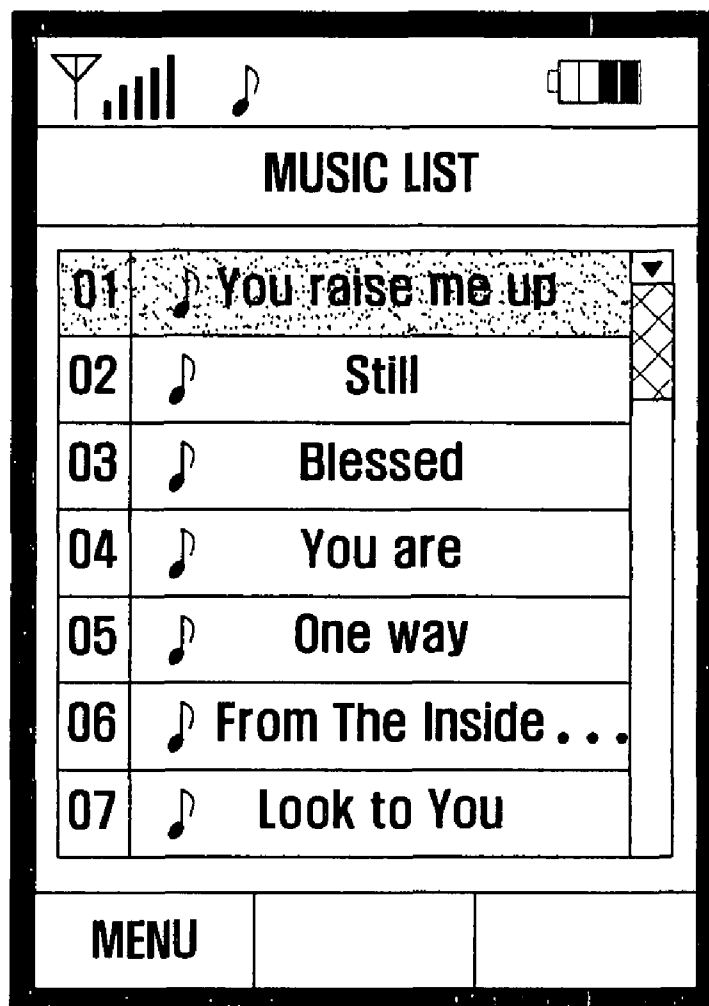 MUSIC LIST
01 You raise me up
02 Still
03 Blessed
04 You are
05 One way
06 From The Inside...
07 Look to You
MENU